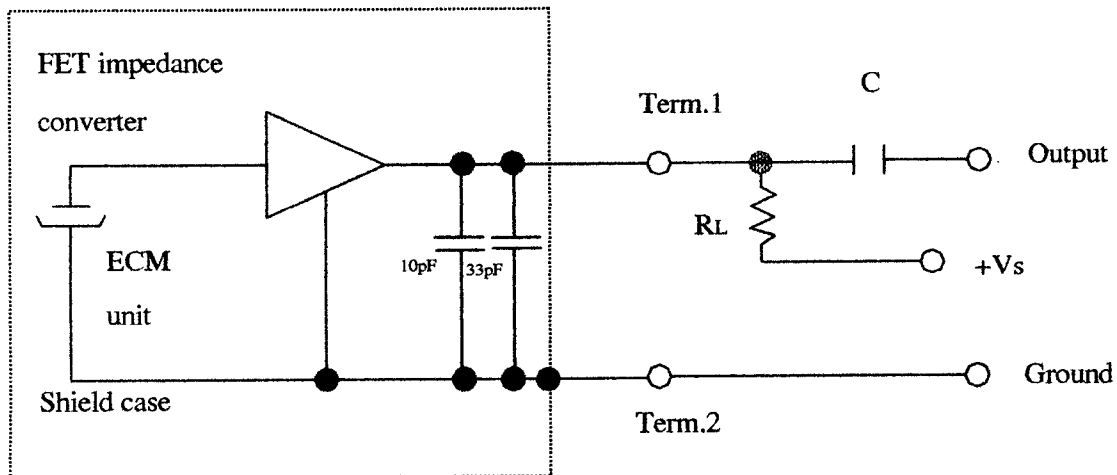 FET impedance
converter
C
Term.1
Output
RL
10pF
33pF
ECM
unit
+Vs
Shield case
Ground
Term.2